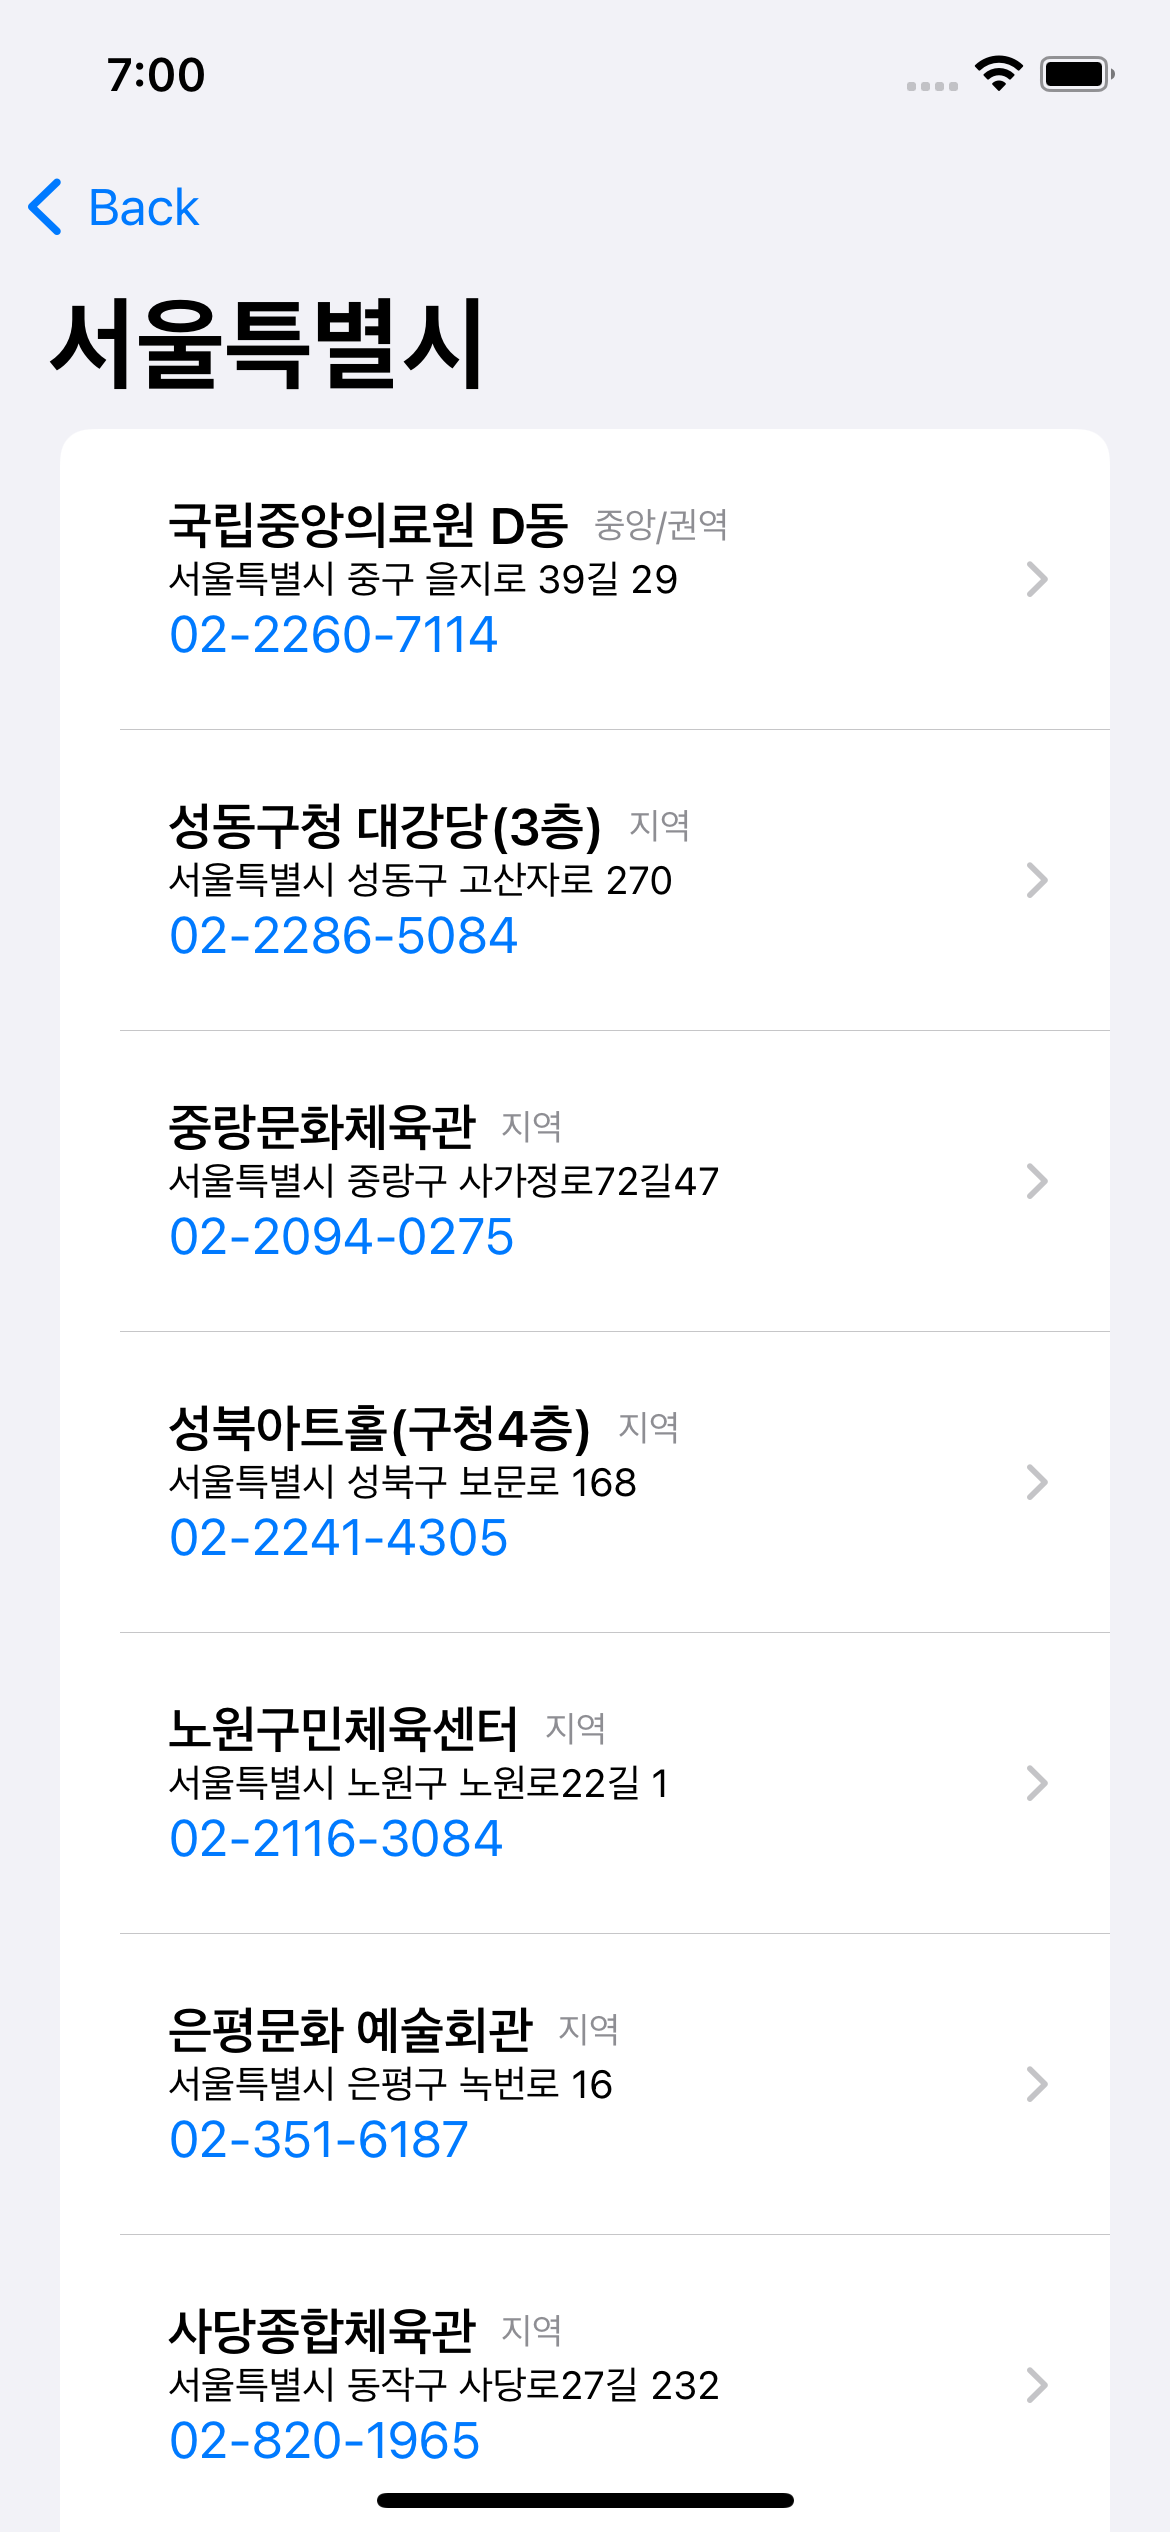 7:00
Back
서울특별시
국립중앙의료원 D동 중앙/권역
서울특별시 중구 을지로 39길 29
02-2260-7114
성동구청 대강당(3층) 지역
서울특별시 성동구 고산자로 270
02-2286-5084
중랑문화체육관 지역
서울특별시 중랑구 사가정로72길47
02-2094-0275
성북아트홀(구청4층) 지역
서울특별시 성북구 보문로 168
02-2241-4305
노원구민체육센터 지역
서울특별시 노원구 노원로22길 1
02-2116-3084
은평문화 예술회관 지역
서울특별시 은평구 녹번로 16
02-351-6187
사당종합체육관 지역
서울특별시 동작구 사당로27길 232
02-820-1965